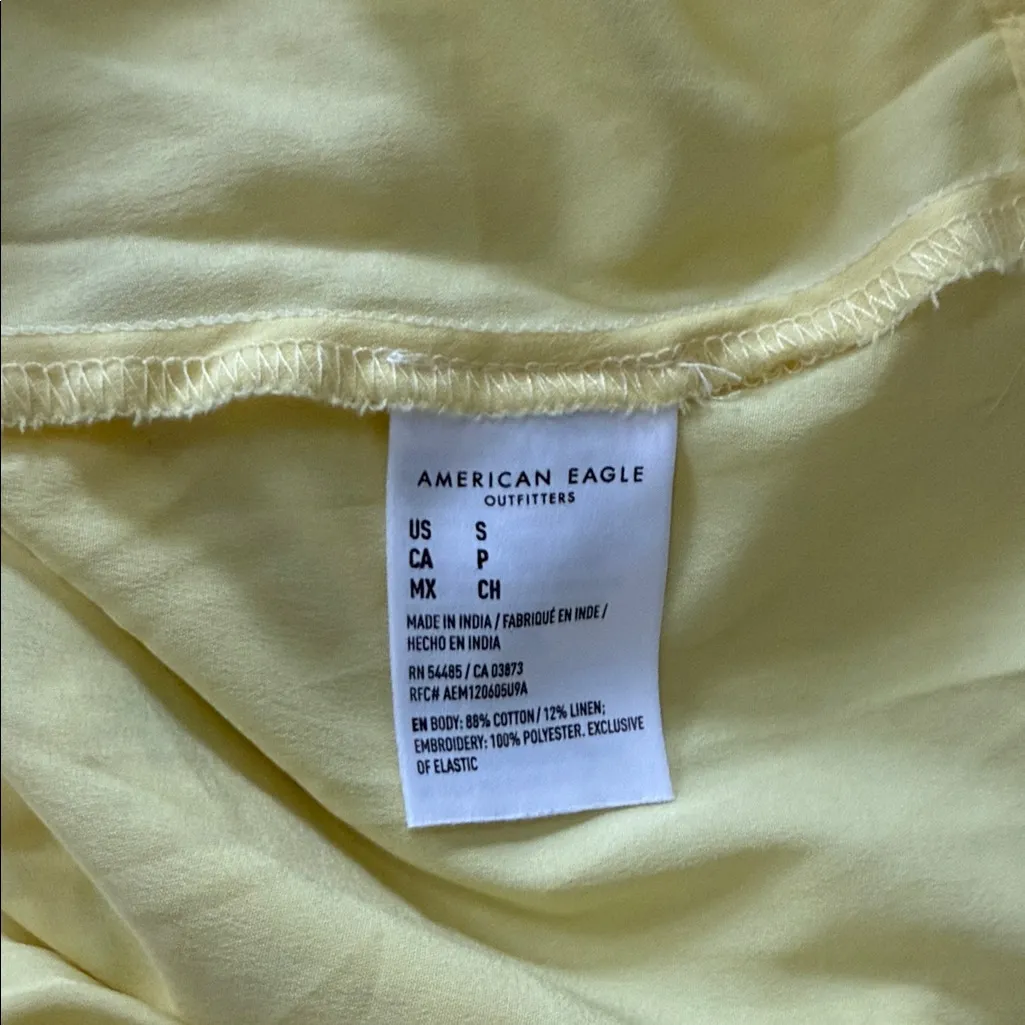 AMERICAN EAGLE
OUTFITTERS
US S
CA P
MX CH
MADE IN INDIA / FABRIQUÉ EN INDE /
HECHO EN INDIA
RN 54485 / CA 03873
RFC# AEM120605U9A
EN BODY: 88% COTTON / 12% LINEN;
EMBROIDERY: 100% POLYESTER. EXCLUSIVE
OF ELASTIC